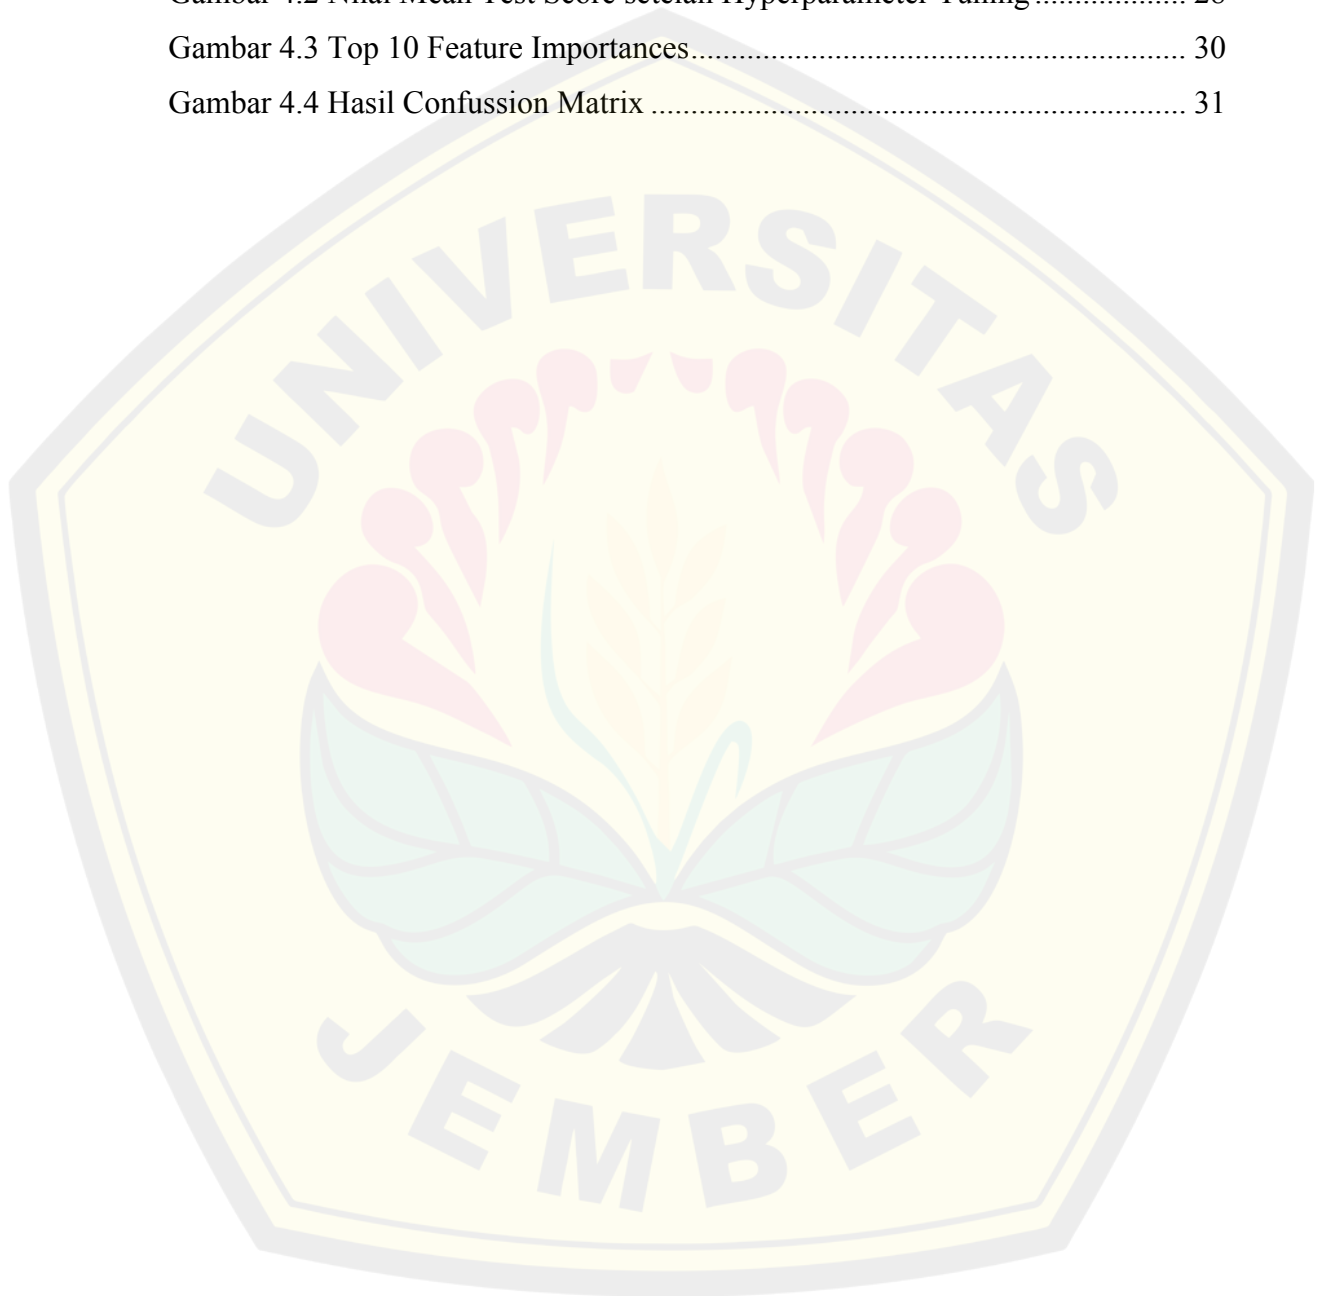 Gambar 4.2 Nilai Mean Test Score setelah Hyperparameter Tuning .................. 28
Gambar 4.3 Top 10 Feature Importances............................................................ 30
Gambar 4.4 Hasil Confussion Matrix ................................................................. 31
UNIVERSITAS
JEMBER